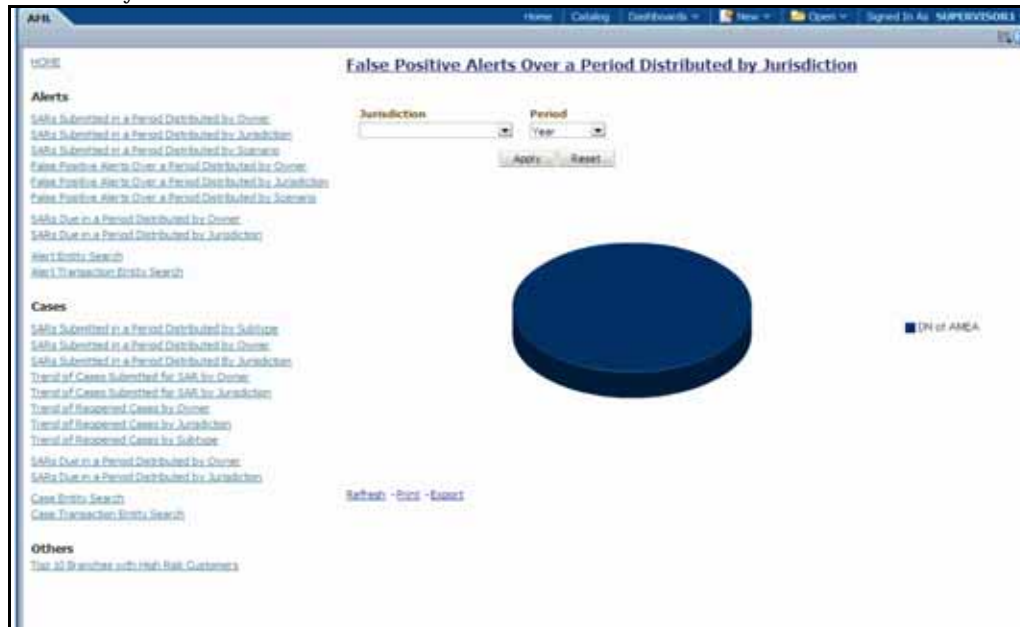 AML
Home Catalog Dashboards New Open Signed In As SUPERVISOR1
HOME
False Positive Alerts Over a Period Distributed by Jurisdiction
Alerts
Jurisdiction Period
Year
Apply Reset
SARs Submitted in a Period Distributed by Owner
SARs Submitted in a Period Distributed by Jurisdiction
SARs Submitted in a Period Distributed by Scenario
False Positive Alerts Over a Period Distributed by Owner
False Positive Alerts Over a Period Distributed by Jurisdiction
False Positive Alerts Over a Period Distributed by Scenario
SARs Due in a Period Distributed by Owner
SARs Due in a Period Distributed by Jurisdiction
Alert Entity Search
Alert Transaction Entity Search
Cases
SARs Submitted in a Period Distributed by Subtype
SARs Submitted in a Period Distributed by Owner
SARs Submitted in a Period Distributed By Jurisdiction
Trend of Cases Submitted for SAR by Owner
Trend of Cases Submitted for SAR by Jurisdiction
Trend of Reopened Cases by Owner
Trend of Reopened Cases by Jurisdiction
Trend of Reopened Cases by Subtype
SARs Due in a Period Distributed by Owner
SARs Due in a Period Distributed by Jurisdiction
Case Entity Search
Case Transaction Entity Search
DN of AMEA
Refresh - Print - Export
Others
Top 10 Branches with High Risk Customers